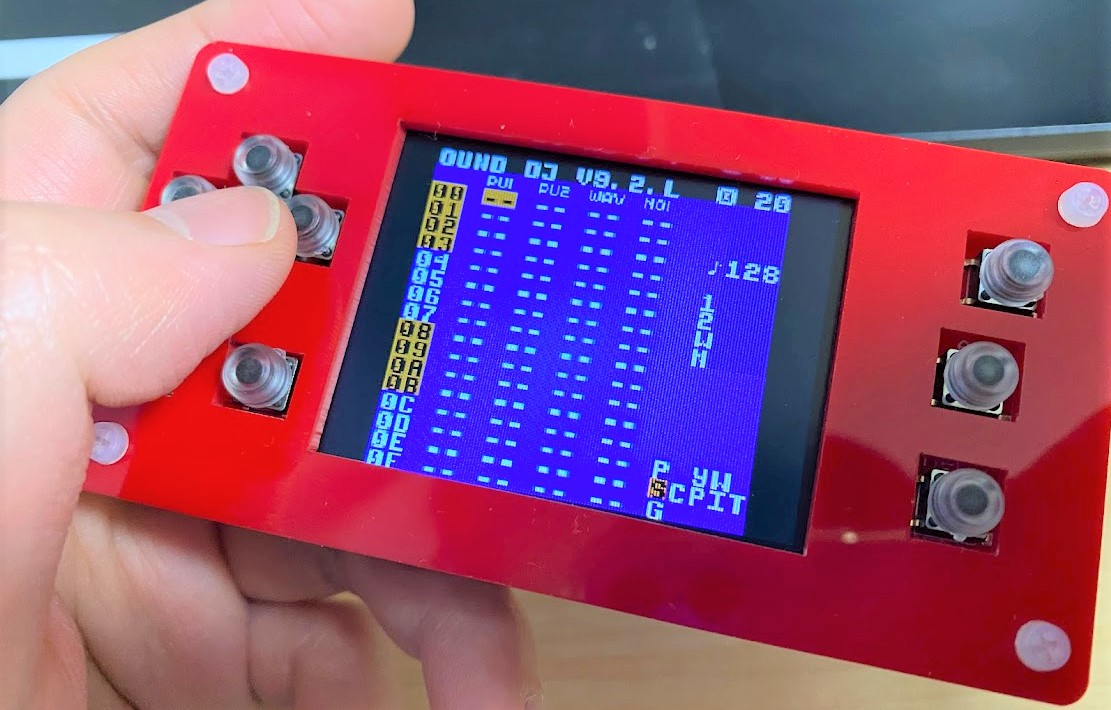 OUND DJ V9.2.L @ 20
PU1 PU2 WAV NOI
00 --
01 -- -- -- --
02 -- -- -- --
03 -- -- -- --
04 -- -- -- --
05 -- -- -- --
06 -- -- -- --
07 -- -- -- --
08 -- -- -- --
09 -- -- -- --
0A -- -- -- --
0B -- -- -- --
0C -- -- -- --
0D -- -- -- --
0E -- -- -- --
0F -- -- -- --
♪128
1
2
W
N
P yW
SCPIT
G